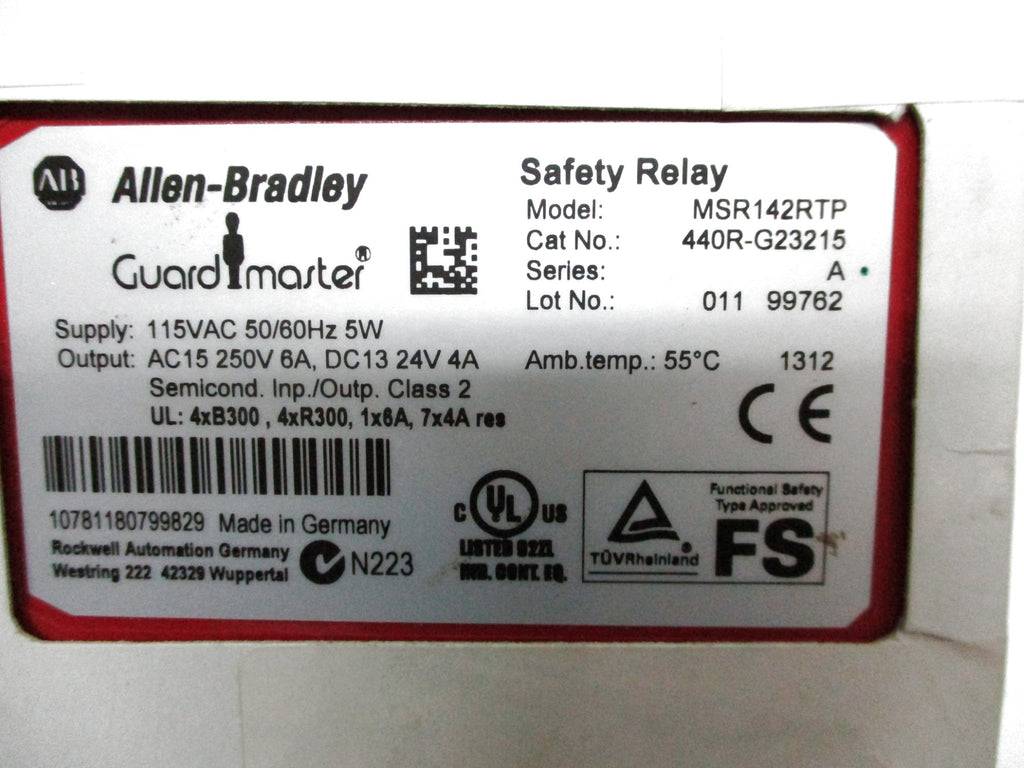 AB Allen-Bradley
Guardmaster®
Safety Relay
Model: MSR142RTP
Cat No.: 440R-G23215
Series: A
Lot No.: 011 99762
Supply: 115VAC 50/60Hz 5W
Output: AC15 250V 6A, DC13 24V 4A
Semicond. Inp./Outp. Class 2
UL: 4xB300 , 4xR300, 1x6A, 7x4A res
Amb.temp.: 55°C 1312
CE
10781180799829 Made in Germany
Rockwell Automation Germany
Westring 222 42329 Wuppertal
N223
C UL US
LISTED 92ZL
IND. CONT. EQ.
TÜVRheinland®
Functional Safety
Type Approved
FS